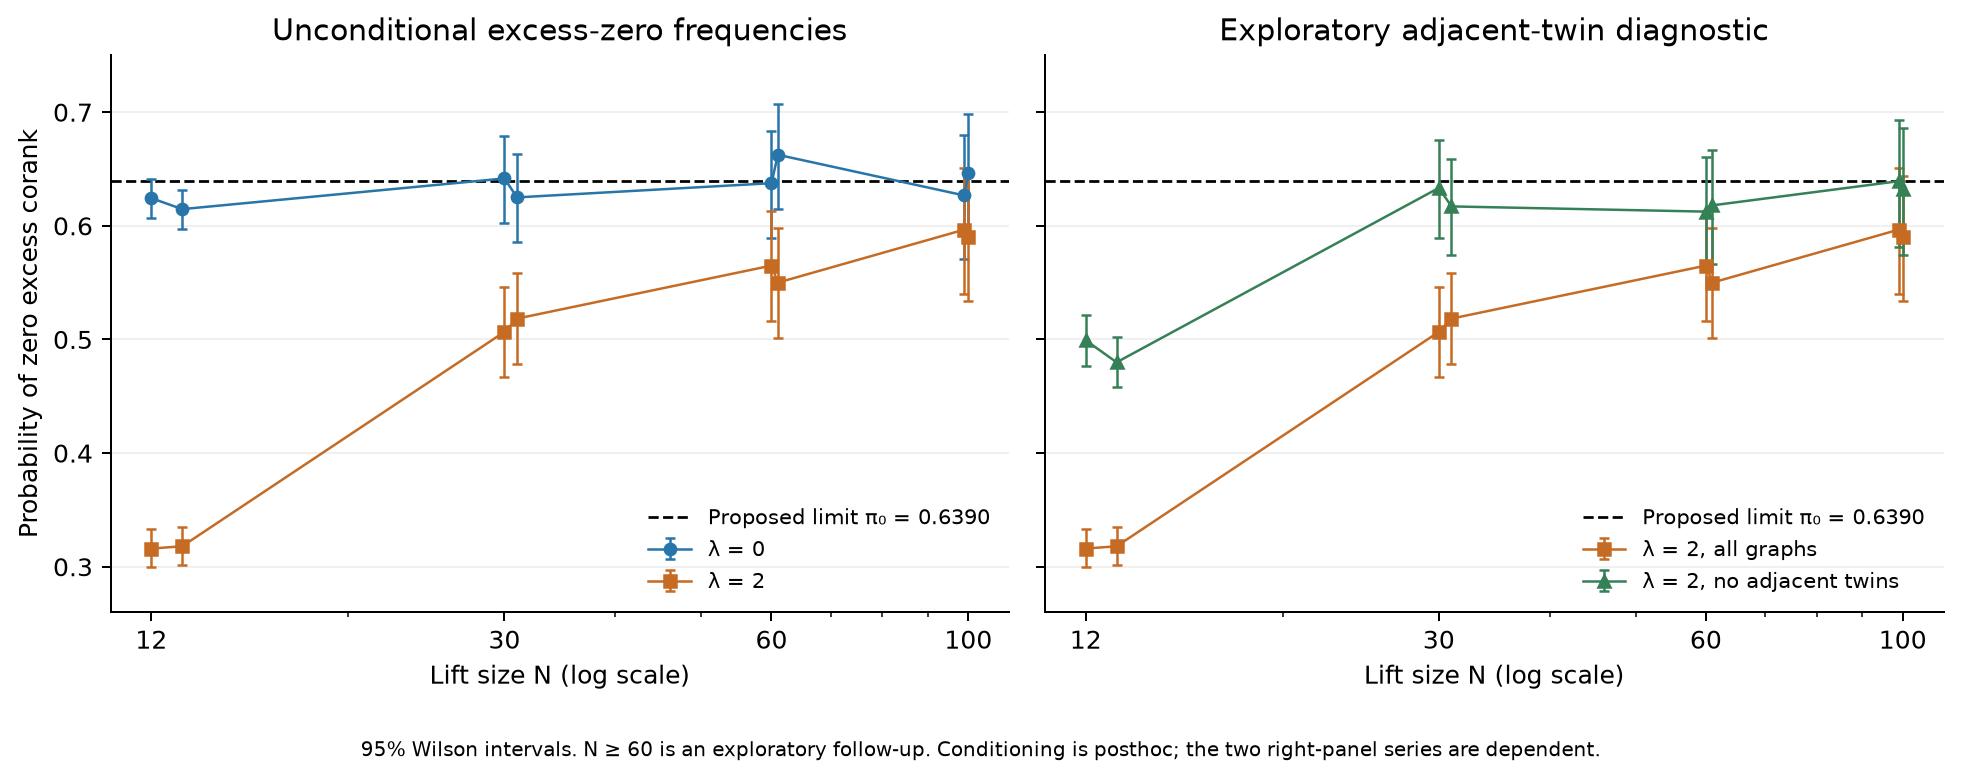 Unconditional excess-zero frequencies
Probability of zero excess corank
0.7
0.6
0.5
0.4
0.3
Proposed limit π₀ = 0.6390
λ = 0
λ = 2
12
30
60
100
Lift size N (log scale)
Exploratory adjacent-twin diagnostic
Proposed limit π₀ = 0.6390
λ = 2, all graphs
λ = 2, no adjacent twins
12
30
60
100
Lift size N (log scale)
95% Wilson intervals. N ≥ 60 is an exploratory follow-up. Conditioning is posthoc; the two right-panel series are dependent.